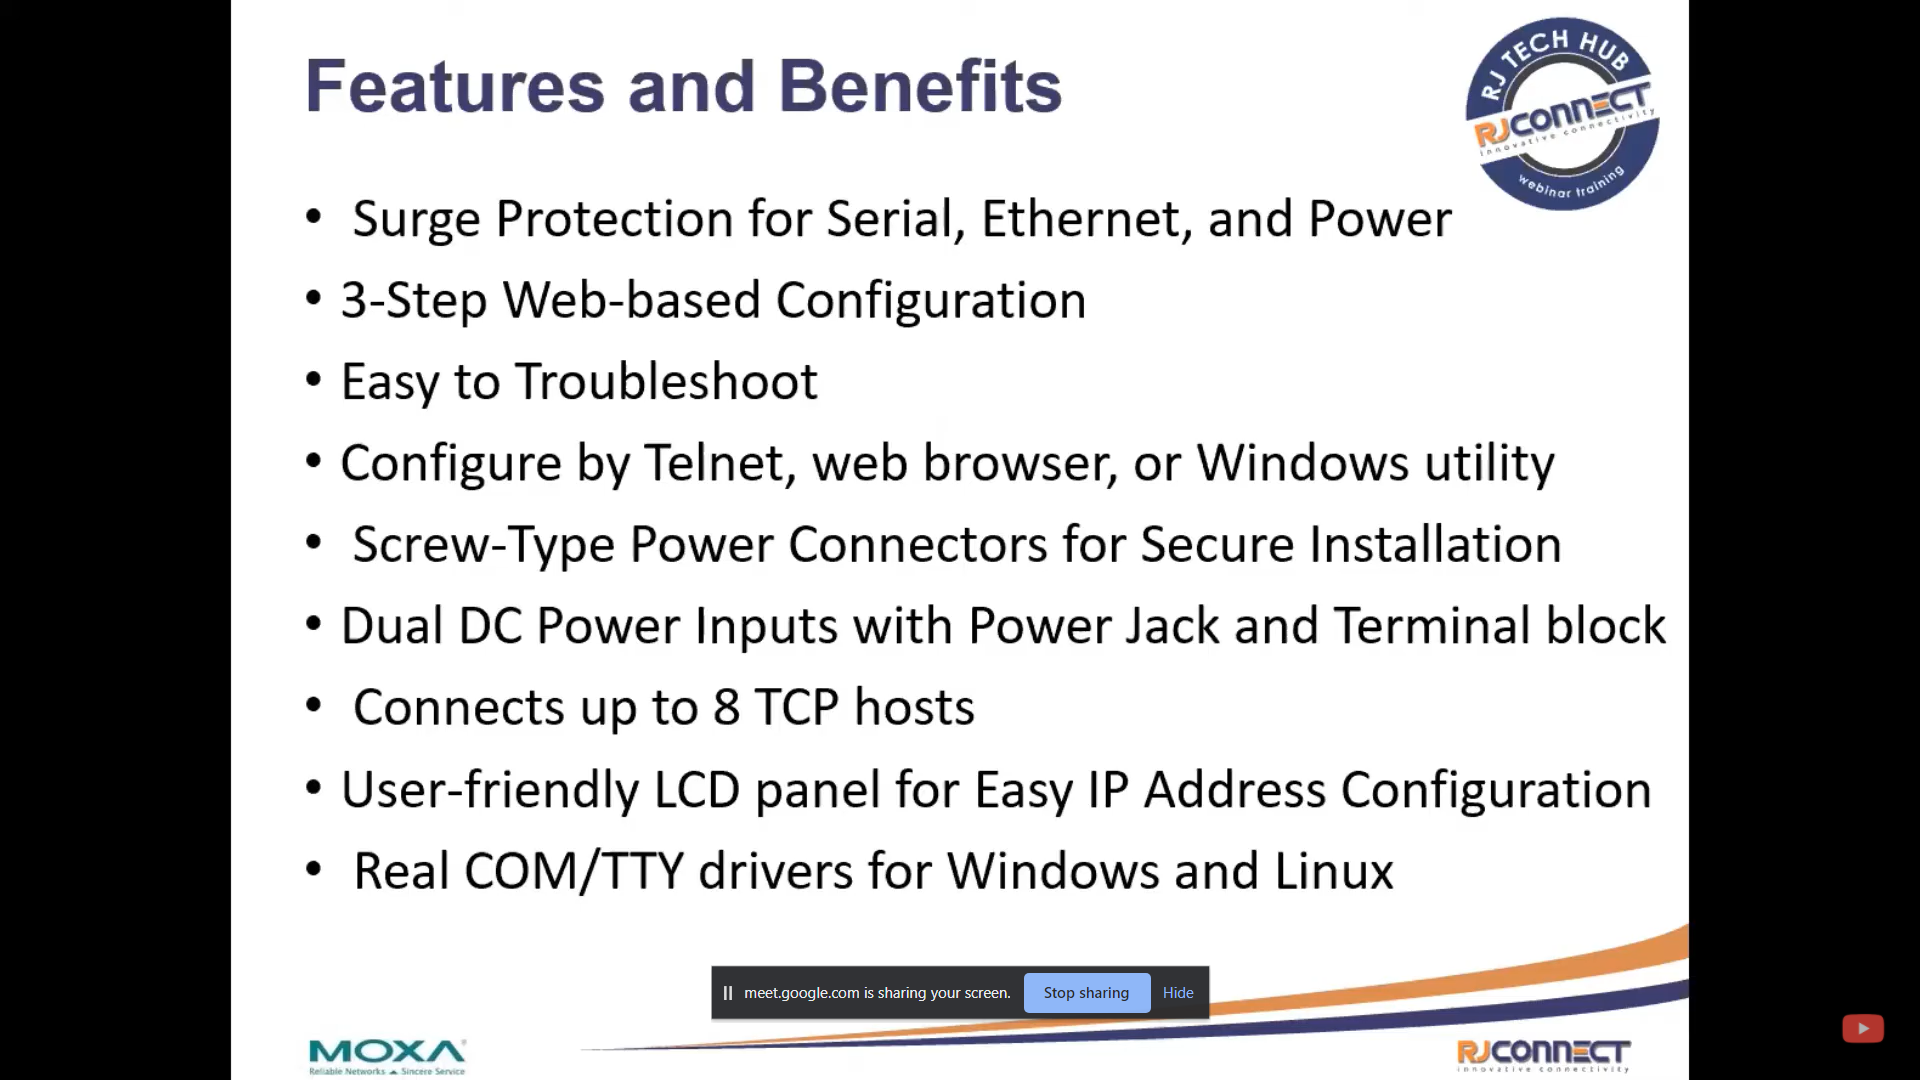 Features and Benefits
RJ TECH HUB
RJCONNECT
innovative connectivity
webinar training
• Surge Protection for Serial, Ethernet, and Power
• 3-Step Web-based Configuration
• Easy to Troubleshoot
• Configure by Telnet, web browser, or Windows utility
• Screw-Type Power Connectors for Secure Installation
• Dual DC Power Inputs with Power Jack and Terminal block
• Connects up to 8 TCP hosts
• User-friendly LCD panel for Easy IP Address Configuration
• Real COM/TTY drivers for Windows and Linux
meet.google.com is sharing your screen. Stop sharing Hide
MOXA®
Reliable Networks ▲ Sincere Service
RJCONNECT
innovative connectivity